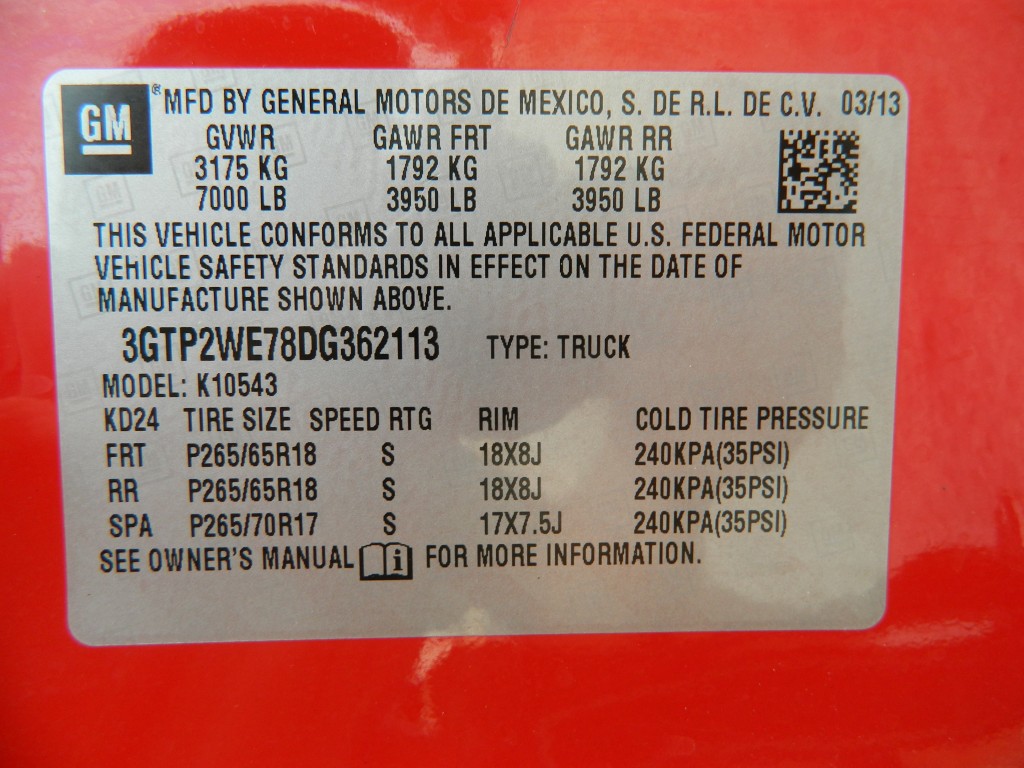 GM ® MFD BY GENERAL MOTORS DE MEXICO, S. DE R.L. DE C.V. 03/13
GVWR GAWR FRT GAWR RR
3175 KG 1792 KG 1792 KG
7000 LB 3950 LB 3950 LB
THIS VEHICLE CONFORMS TO ALL APPLICABLE U.S. FEDERAL MOTOR
VEHICLE SAFETY STANDARDS IN EFFECT ON THE DATE OF
MANUFACTURE SHOWN ABOVE.
3GTP2WE78DG362113 TYPE: TRUCK
MODEL: K10543
KD24 TIRE SIZE SPEED RTG RIM COLD TIRE PRESSURE
FRT P265/65R18 S 18X8J 240KPA(35PSI)
RR P265/65R18 S 18X8J 240KPA(35PSI)
SPA P265/70R17 S 17X7.5J 240KPA(35PSI)
SEE OWNER'S MANUAL i FOR MORE INFORMATION.